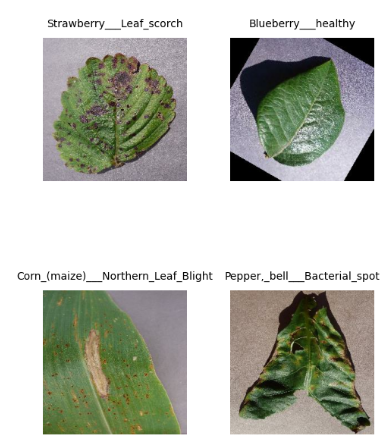 Strawberry___Leaf_scorch
Blueberry___healthy
Corn_(maize)___Northern_Leaf_Blight
Pepper,_bell___Bacterial_spot